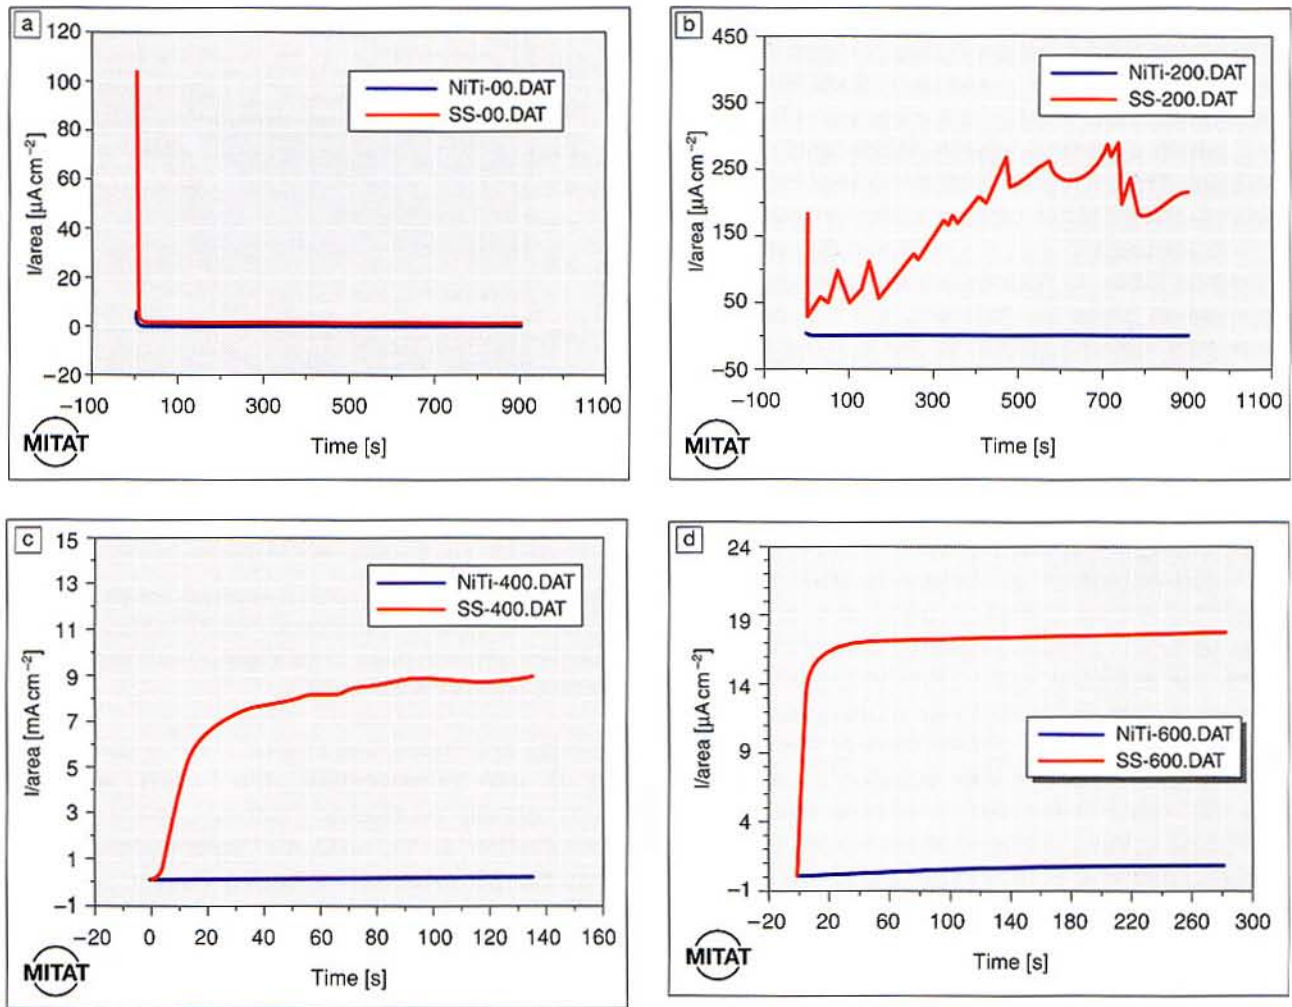 a
120
100
80
60
40
20
0
−20
I/area [µA cm−2]
NiTi-00.DAT
SS-00.DAT
−100 100 300 500 700 900 1100
Time [s]
MITAT
b
450
350
250
150
50
−50
I/area [µA cm−2]
NiTi-200.DAT
SS-200.DAT
−100 100 300 500 700 900 1100
Time [s]
MITAT
c
15
13
11
9
7
5
3
1
−1
I/area [mA cm−2]
NiTi-400.DAT
SS-400.DAT
−20 0 20 40 60 80 100 120 140 160
Time [s]
MITAT
d
24
19
14
9
4
−1
I/area [µA cm−2]
NiTi-600.DAT
SS-600.DAT
−20 20 60 100 140 180 220 260 300
Time [s]
MITAT